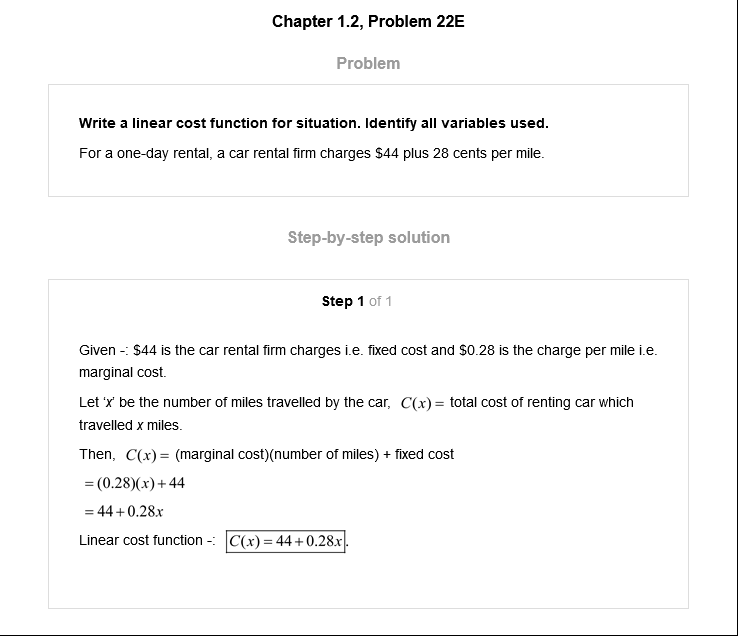 Chapter 1.2, Problem 22E
Problem
Write a linear cost function for situation. Identify all variables used.
For a one-day rental, a car rental firm charges $44 plus 28 cents per mile.
Step-by-step solution
Step 1 of 1
Given -: $44 is the car rental firm charges i.e. fixed cost and $0.28 is the charge per mile i.e.
marginal cost.
Let ‘x’ be the number of miles travelled by the car, C(x) = total cost of renting car which
travelled x miles.
Then, C(x) = (marginal cost)(number of miles) + fixed cost
= (0.28)(x) + 44
= 44 + 0.28x
Linear cost function -: C(x) = 44 + 0.28x.